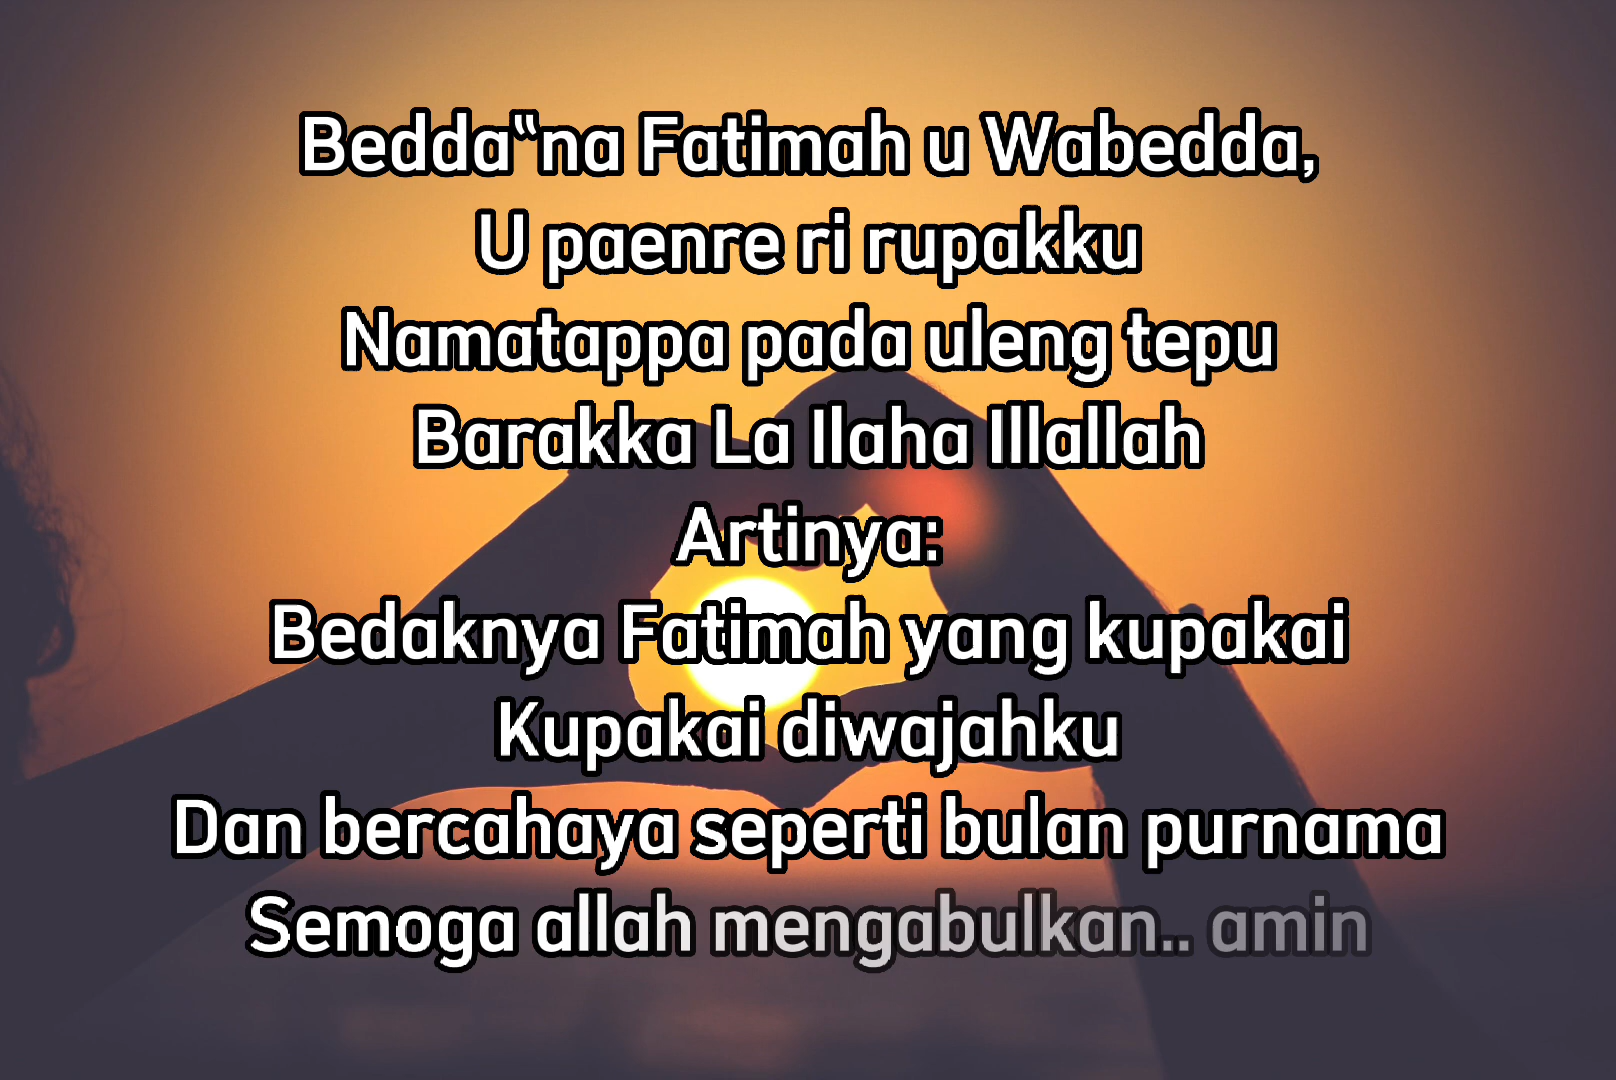 Bedda‟na Fatimah u Wabedda,
U paenre ri rupakku
Namatappa pada uleng tepu
Barakka La Ilaha Illallah
Artinya:
Bedaknya Fatimah yang kupakai
Kupakai diwajahku
Dan bercahaya seperti bulan purnama
Semoga allah mengabulkan.. amin